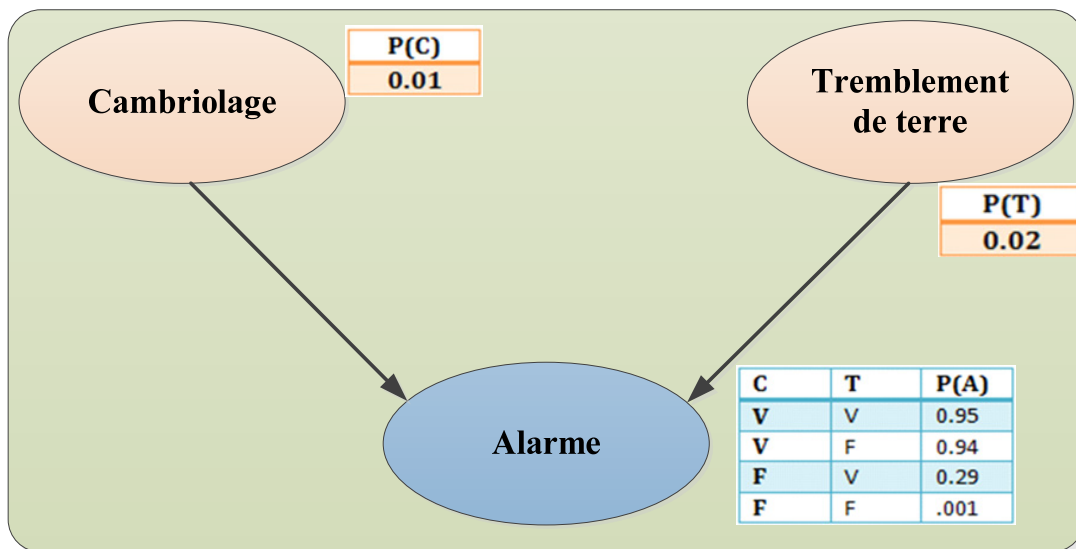 Cambriolage
P(C)
0.01
Tremblement
de terre
P(T)
0.02
Alarme
C T P(A)
V V 0.95
V F 0.94
F V 0.29
F F .001